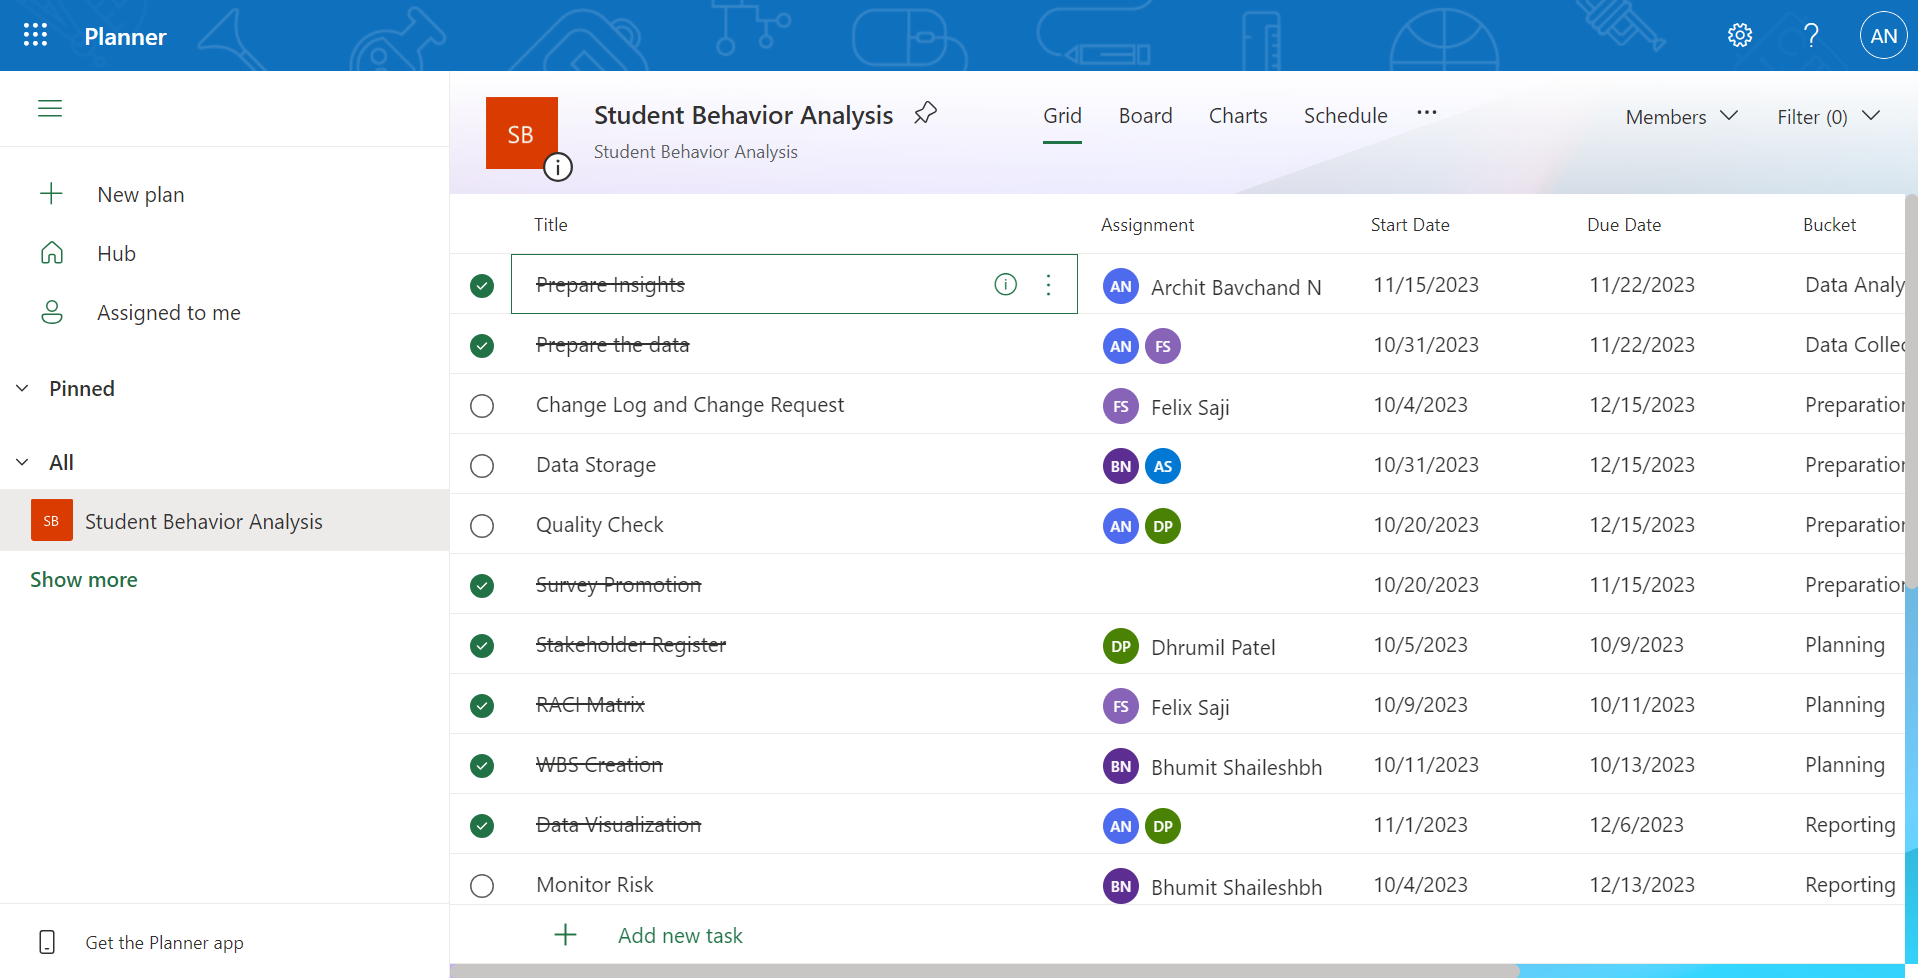 Planner
AN
New plan
Hub
Assigned to me
Pinned
All
SB Student Behavior Analysis
Show more
Get the Planner app
SB
Student Behavior Analysis
Student Behavior Analysis
Grid Board Charts Schedule ...
Members Filter (0)
Title Assignment Start Date Due Date Bucket
Prepare Insights AN Archit Bavchand N 11/15/2023 11/22/2023 Data Analy
Prepare the data AN FS 10/31/2023 11/22/2023 Data Collec
Change Log and Change Request FS Felix Saji 10/4/2023 12/15/2023 Preparation
Data Storage BN AS 10/31/2023 12/15/2023 Preparation
Quality Check AN DP 10/20/2023 12/15/2023 Preparation
Survey Promotion 10/20/2023 11/15/2023 Preparation
Stakeholder Register DP Dhrumil Patel 10/5/2023 10/9/2023 Planning
RACI Matrix FS Felix Saji 10/9/2023 10/11/2023 Planning
WBS Creation BN Bhumit Shaileshbh 10/11/2023 10/13/2023 Planning
Data Visualization AN DP 11/1/2023 12/6/2023 Reporting
Monitor Risk BN Bhumit Shaileshbh 10/4/2023 12/13/2023 Reporting
Add new task